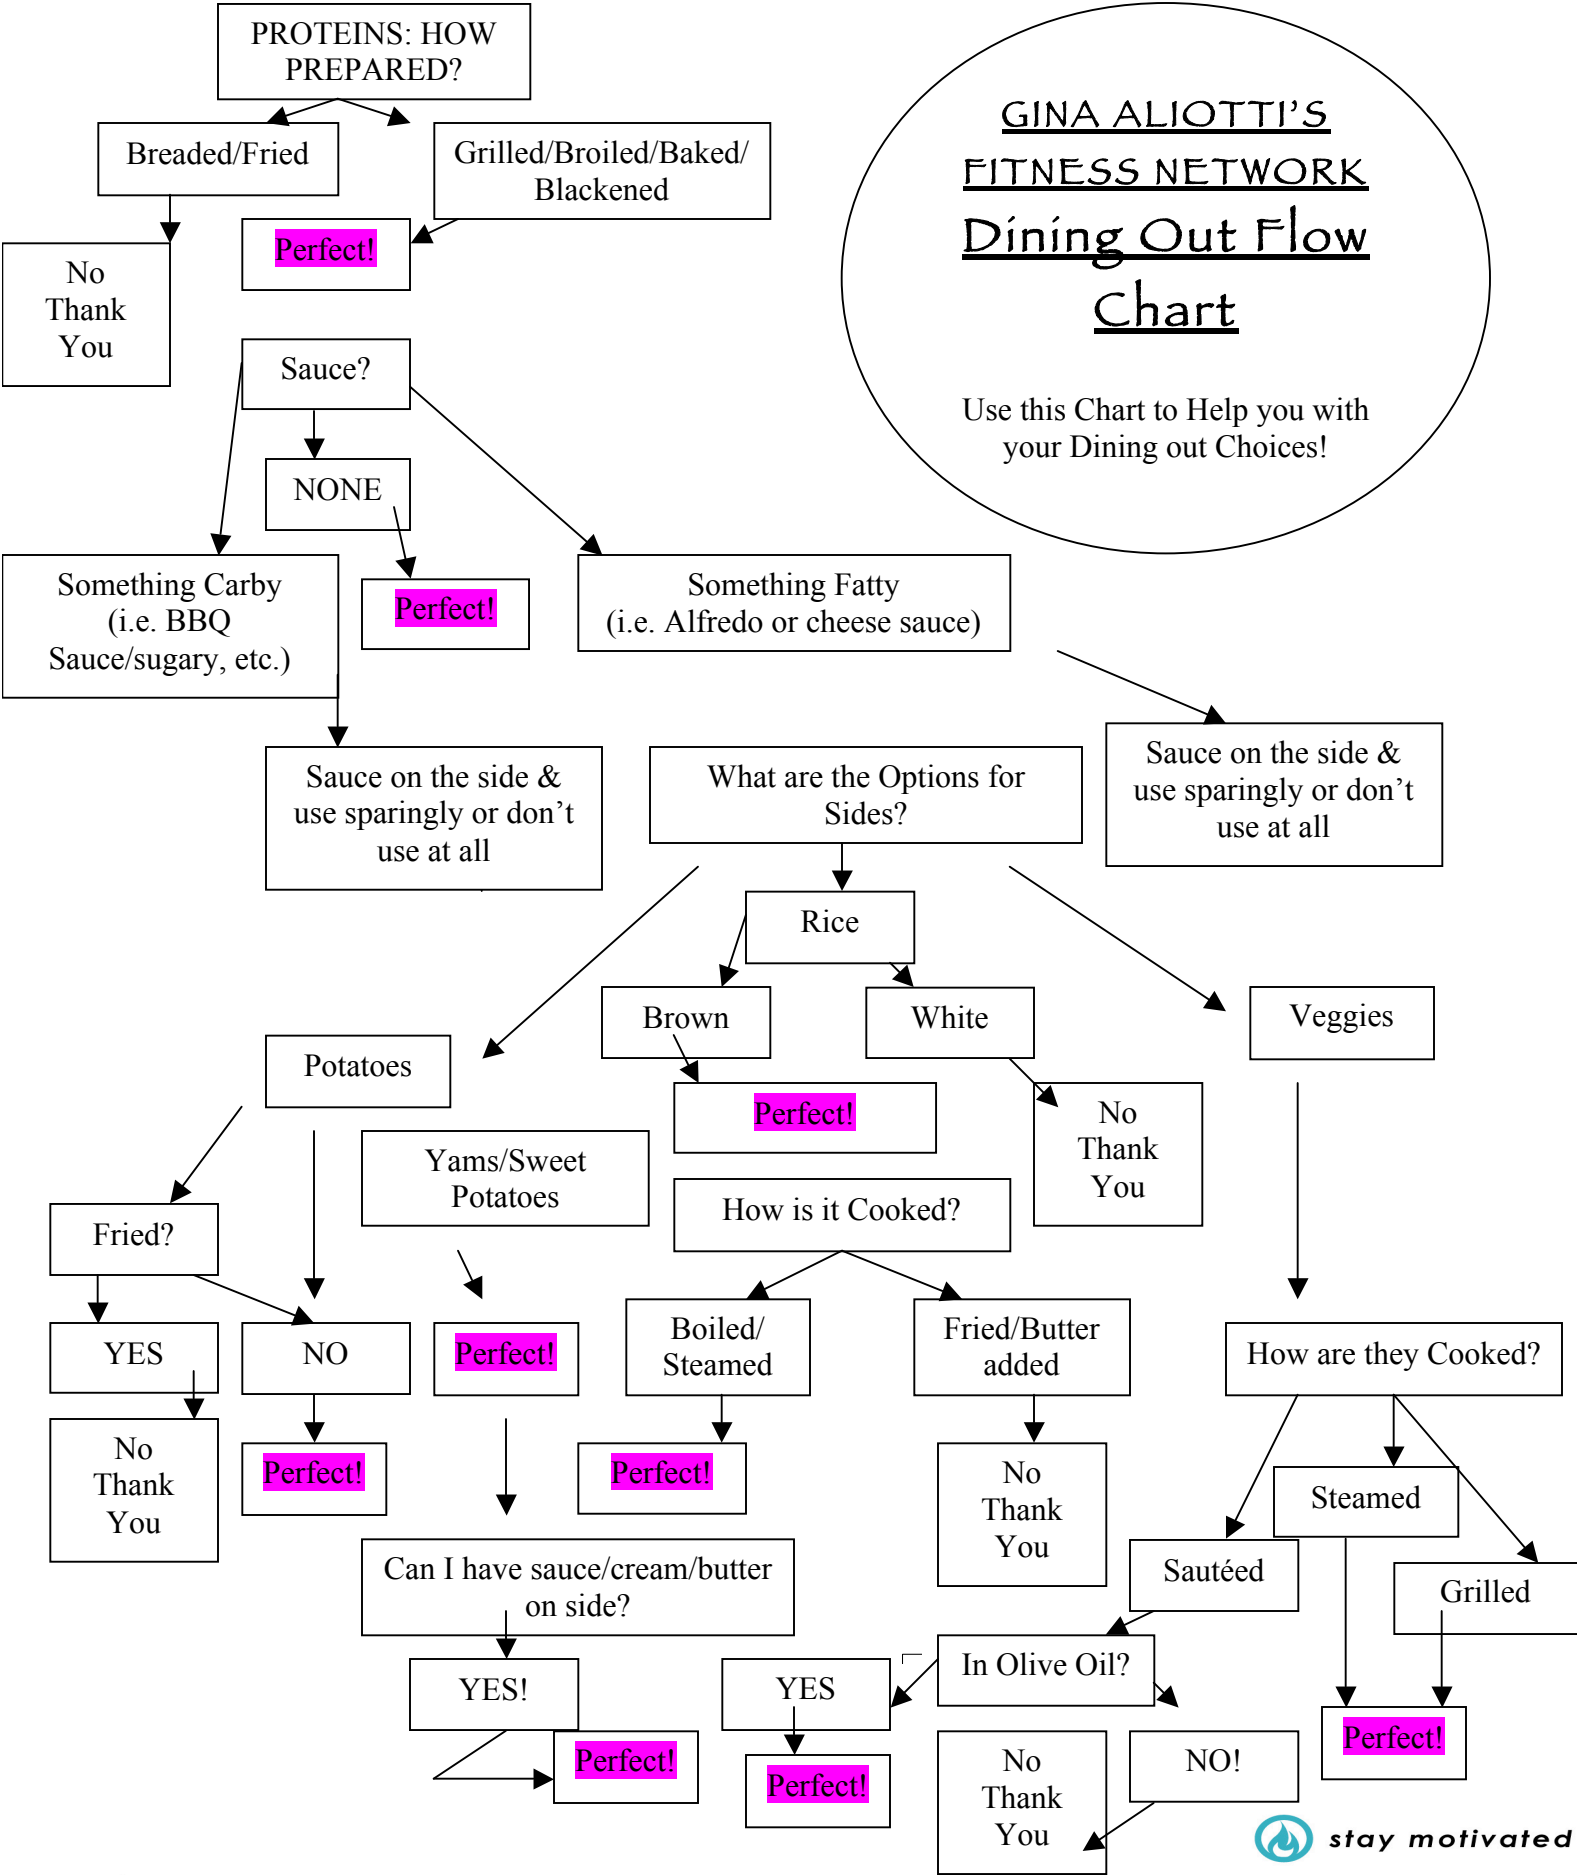 PROTEINS: HOW
PREPARED?
GINA ALIOTTI'S
FITNESS NETWORK
Dining Out Flow
Chart
Use this Chart to Help you with
your Dining out Choices!
Breaded/Fried
Grilled/Broiled/Baked/
Blackened
Perfect!
No
Thank
You
Sauce?
NONE
Something Carby
(i.e. BBQ
Sauce/sugary, etc.)
Perfect!
Something Fatty
(i.e. Alfredo or cheese sauce)
Sauce on the side &
use sparingly or don't
use at all
What are the Options for
Sides?
Sauce on the side &
use sparingly or don't
use at all
Rice
Brown
White
Veggies
Potatoes
Perfect!
No
Thank
You
Yams/Sweet
Potatoes
How is it Cooked?
Fried?
YES
NO
Perfect!
Boiled/
Steamed
Fried/Butter
added
How are they Cooked?
No
Thank
You
Perfect!
Perfect!
No
Thank
You
Steamed
Sautéed
Grilled
Can I have sauce/cream/butter
on side?
YES!
YES
In Olive Oil?
Perfect!
Perfect!
Perfect!
No
Thank
You
NO!
stay motivated